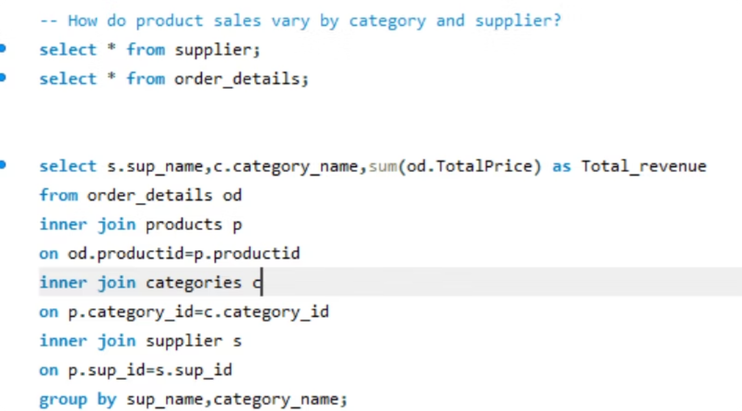 -- How do product sales vary by category and supplier?
select * from supplier;
select * from order_details;
select s.sup_name,c.category_name,sum(od.TotalPrice) as Total_revenue
from order_details od
inner join products p
on od.productid=p.productid
inner join categories c
on p.category_id=c.category_id
inner join supplier s
on p.sup_id=s.sup_id
group by sup_name,category_name;